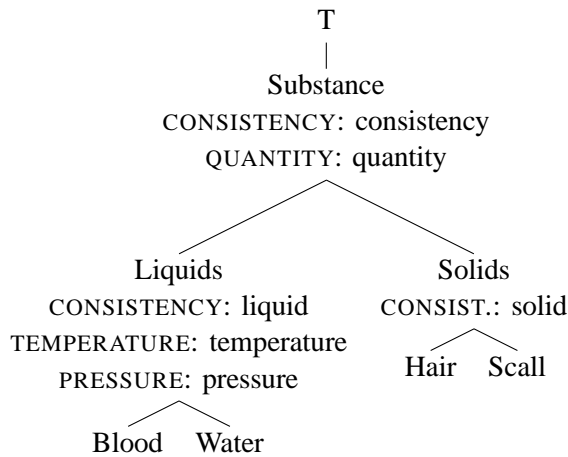 T
Substance
CONSISTENCY: consistency
QUANTITY: quantity
Liquids
CONSISTENCY: liquid
TEMPERATURE: temperature
PRESSURE: pressure
Blood Water
Solids
CONSIST.: solid
Hair Scall